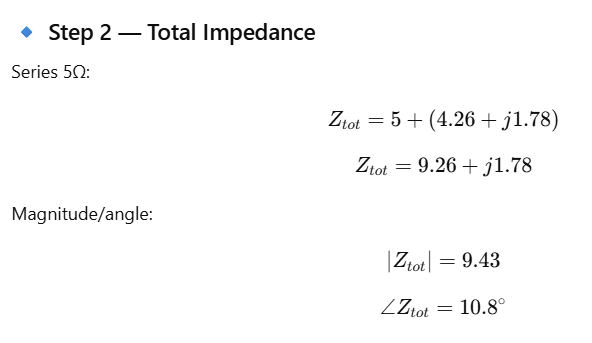 Step 2 — Total Impedance
Series 5Ω:
Z_tot = 5 + (4.26 + j1.78)
Z_tot = 9.26 + j1.78
Magnitude/angle:
|Z_tot| = 9.43
∠Z_tot = 10.8°